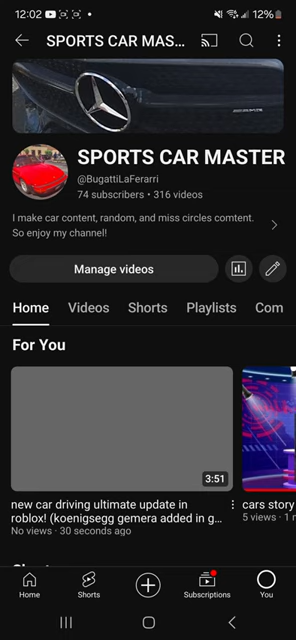 12:02
12%
SPORTS CAR MAS...
SPORTS CAR MASTER
@BugattiLaFerarri
74 subscribers • 316 videos
I make car content, random, and miss circles comtent.
So enjoy my channel!
Manage videos
Home Videos Shorts Playlists Com
For You
3:51
new car driving ultimate update in
roblox! (koenigsegg gemera added in g...
No views · 30 seconds ago
cars story
5 views · 1 r
Home Shorts Subscriptions You